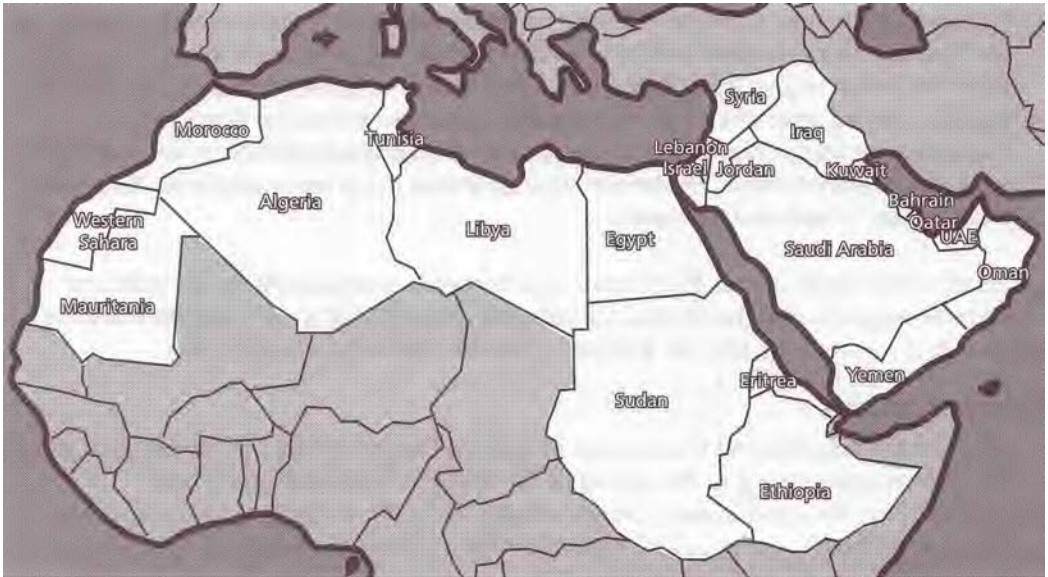 Syria
Morocco
Tunisia
Iraq
Lebanon
Israel
Jordan
Kuwait
Algeria
Bahrain
Western
Sahara
Qatar
Libya
Egypt
UAE
Saudi Arabia
Oman
Mauritania
Yemen
Eritrea
Sudan
Ethiopia